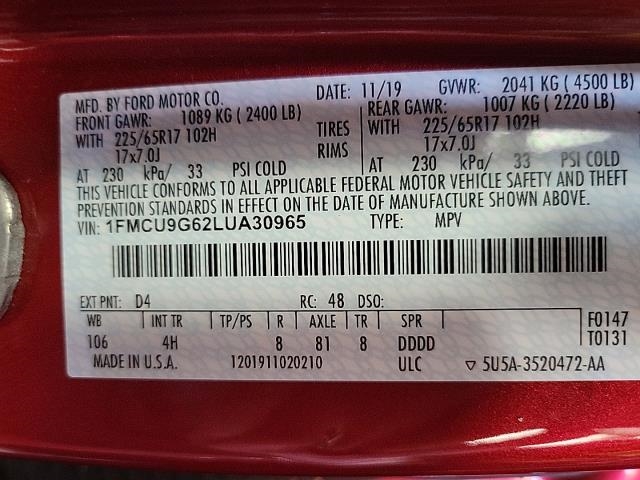 MFD. BY FORD MOTOR CO. DATE: 11/19 GVWR: 2041 KG ( 4500 LB)
FRONT GAWR: 1089 KG ( 2400 LB) REAR GAWR: 1007 KG ( 2220 LB)
WITH 225/65R17 102H TIRES WITH 225/65R17 102H
17x7.0J RIMS 17x7.0J
AT 230 kPa/ 33 PSI COLD AT 230 kPa/ 33 PSI COLD
THIS VEHICLE CONFORMS TO ALL APPLICABLE FEDERAL MOTOR VEHICLE SAFETY AND THEFT
PREVENTION STANDARDS IN EFFECT ON THE DATE OF MANUFACTURE SHOWN ABOVE.
VIN: 1FMCU9G62LUA30965 TYPE: MPV
EXT PNT: D4 RC: 48 DSO:
WB INT TR TP/PS R AXLE TR SPR F0147
106 4H 8 81 8 DDDD T0131
MADE IN U.S.A. 1201911020210 ULC ▽ 5U5A-3520472-AA